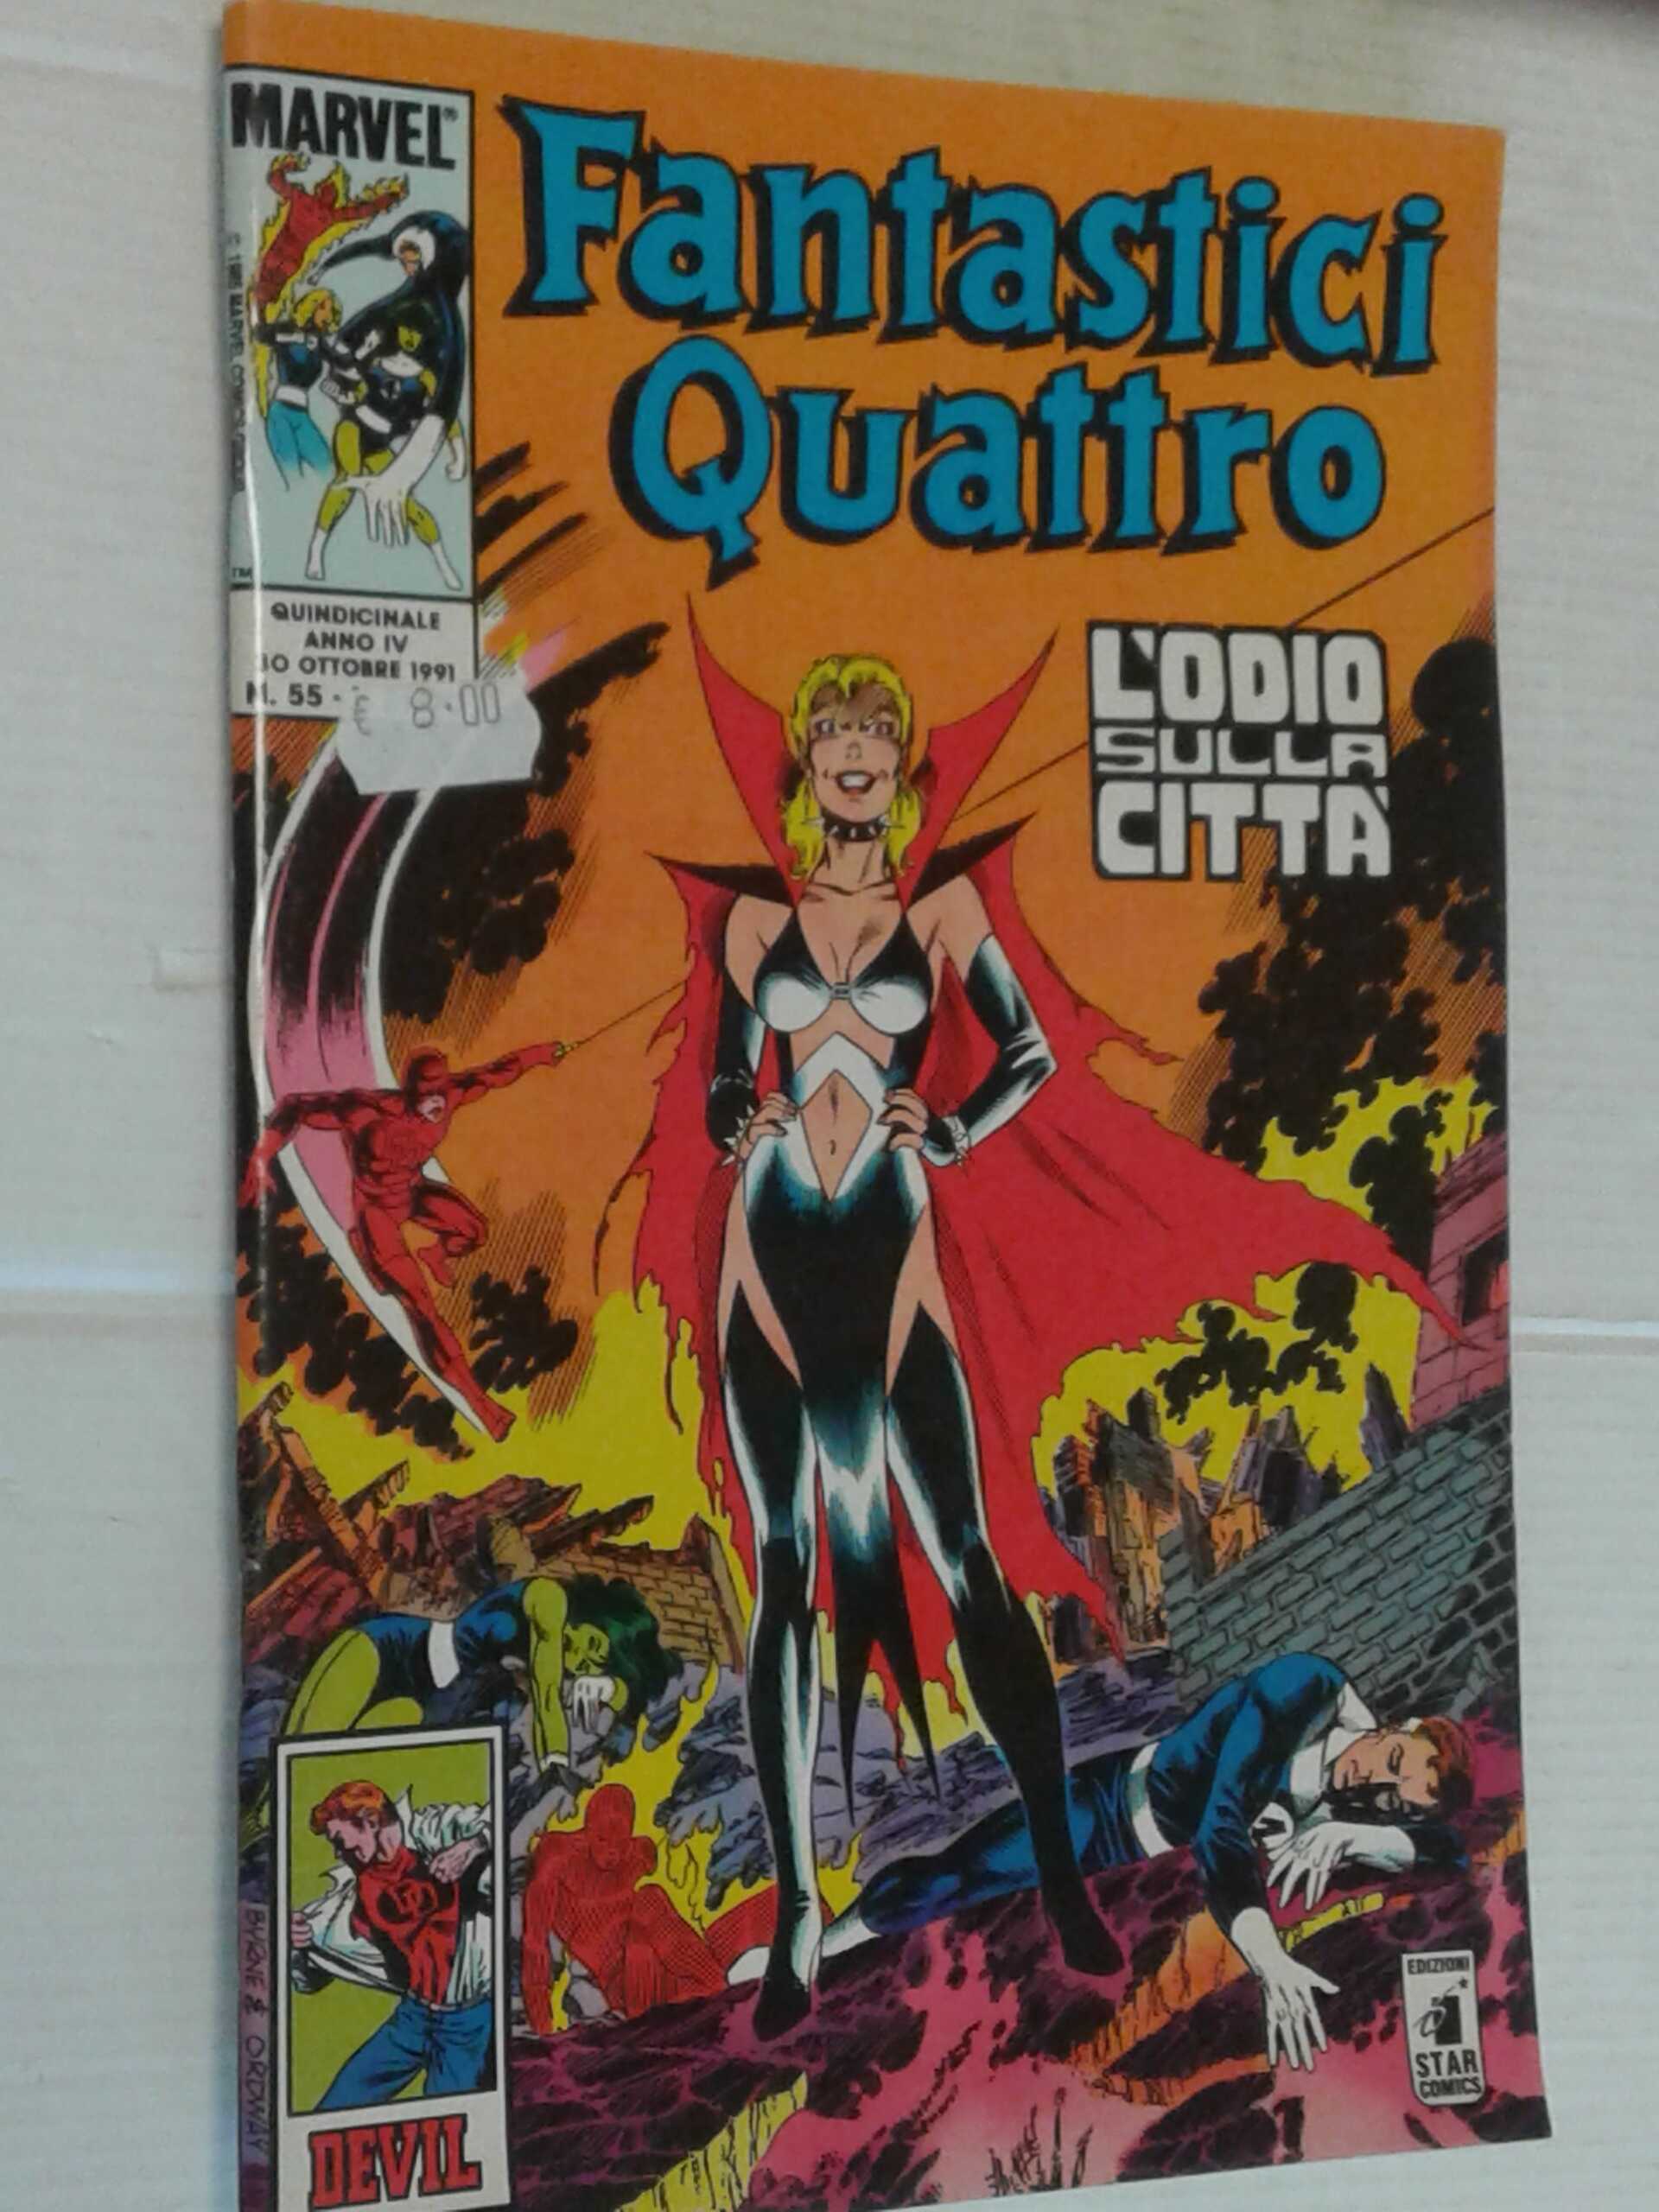 MARVEL®
Fantastici
Quattro
TM
QUINDICINALE
ANNO IV
30 OTTOBRE 1991
N. 55 -
€ 8.00
L'ODIO
SULLA
CITTÀ
DEVIL
BYRNE & ORDWAY
EDIZIONI
STAR
COMICS